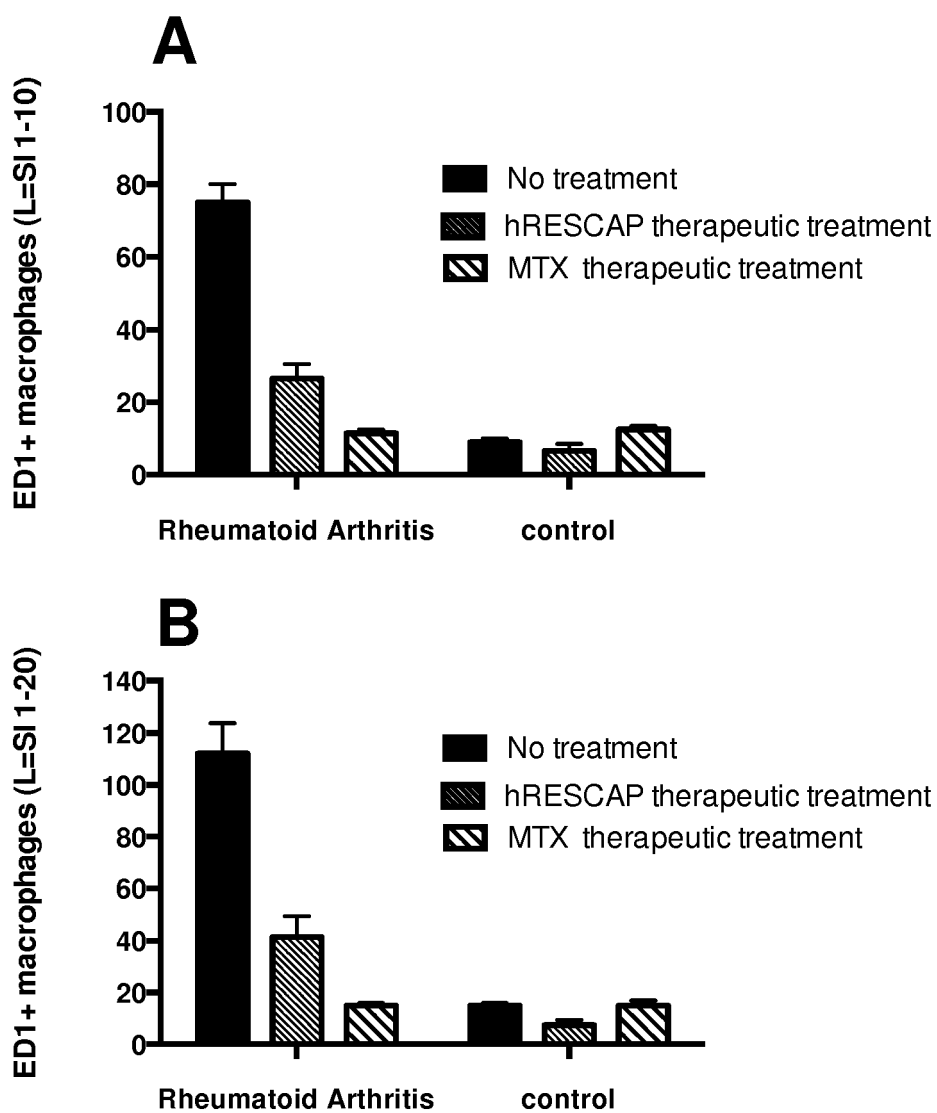 A
ED1+ macrophages (L=SI 1-10)
100
80
60
40
20
0
No treatment
hRESCAP therapeutic treatment
MTX therapeutic treatment
Rheumatoid Arthritis
control
B
ED1+ macrophages (L=SI 1-20)
140
120
100
80
60
40
20
0
No treatment
hRESCAP therapeutic treatment
MTX therapeutic treatment
Rheumatoid Arthritis
control